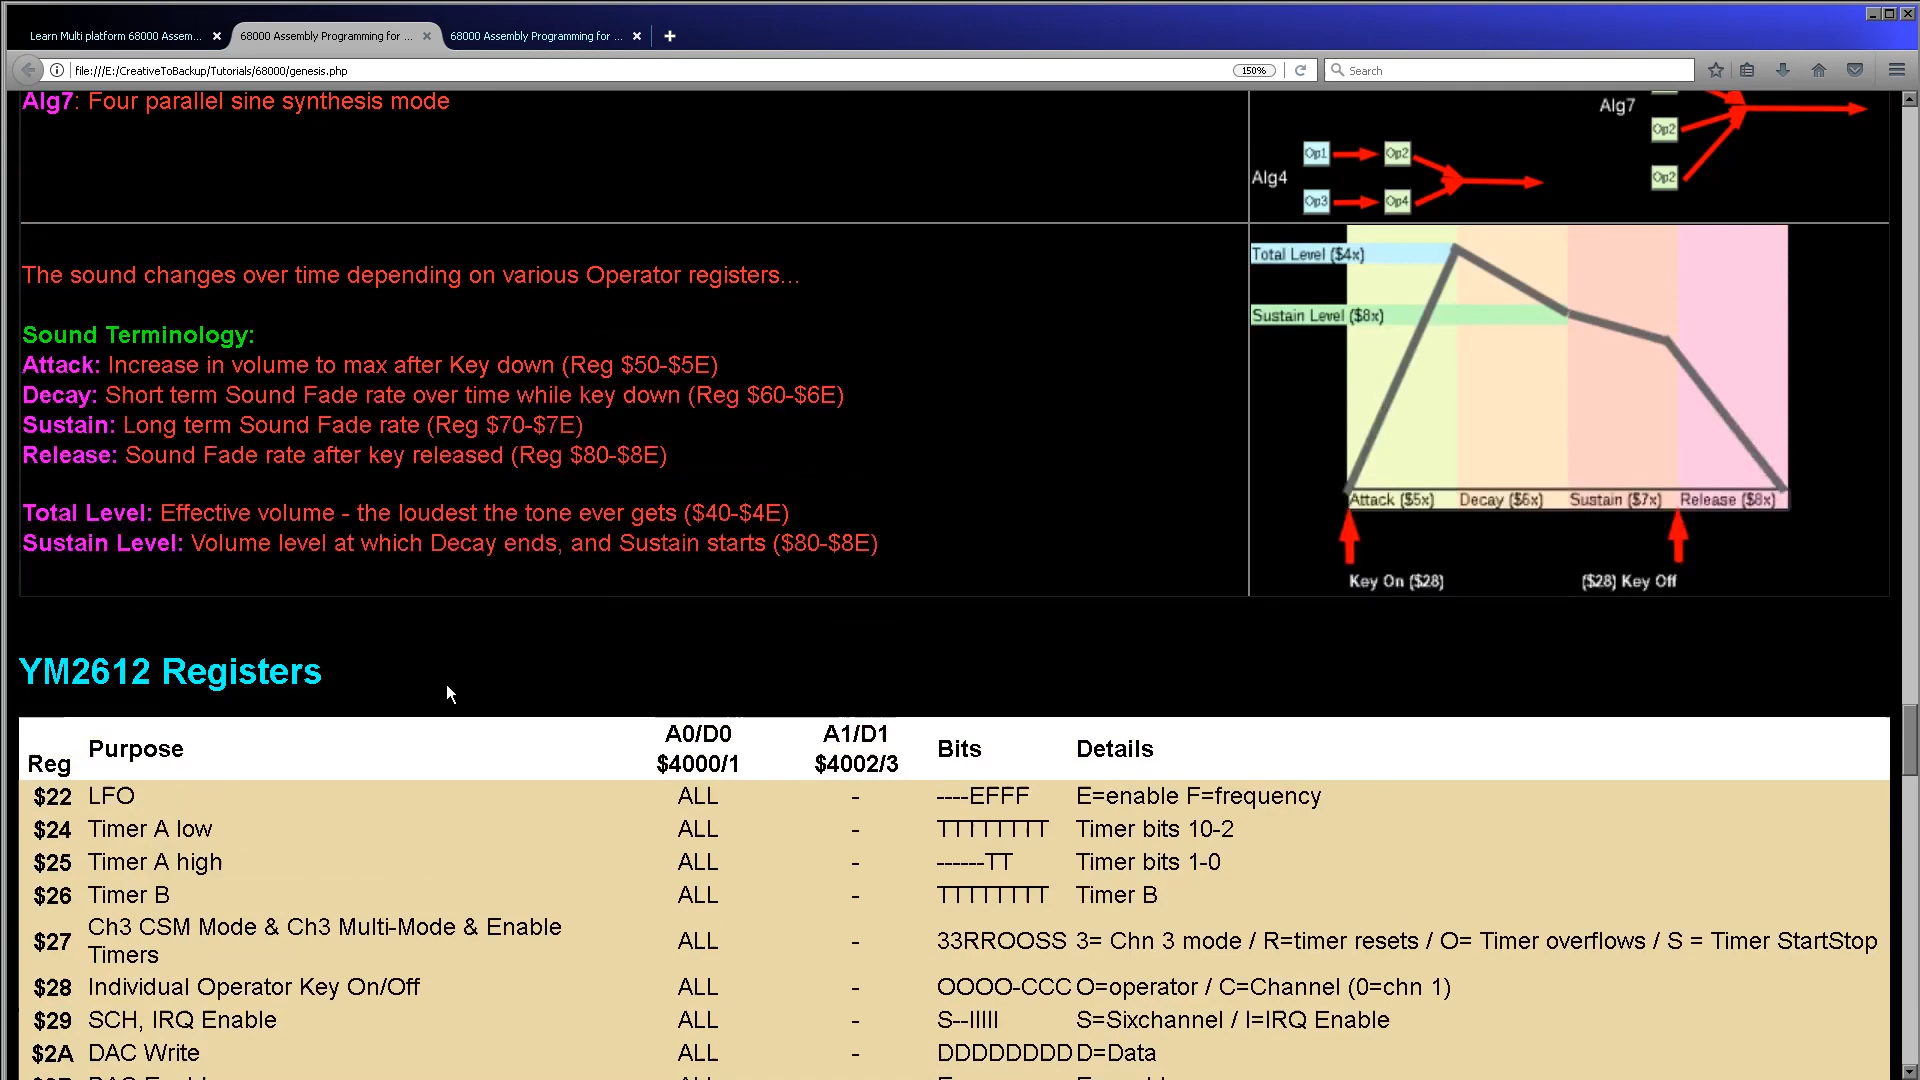 Learn Multi platform 68000 Assem...
68000 Assembly Programming for ...
68000 Assembly Programming for ...
file:///E:/CreativeToBackup/Tutorials/68000/genesis.php
150%
Search
Alg7: Four parallel sine synthesis mode
Alg7
Op2
Op2
Alg4
Op1
Op2
Op3
Op4
The sound changes over time depending on various Operator registers...
Sound Terminology:
Attack: Increase in volume to max after Key down (Reg $50-$5E)
Decay: Short term Sound Fade rate over time while key down (Reg $60-$6E)
Sustain: Long term Sound Fade rate (Reg $70-$7E)
Release: Sound Fade rate after key released (Reg $80-$8E)
Total Level: Effective volume - the loudest the tone ever gets ($40-$4E)
Sustain Level: Volume level at which Decay ends, and Sustain starts ($80-$8E)
Total Level ($4x)
Sustain Level ($8x)
Attack ($5x) Decay ($6x) Sustain ($7x) Release ($8x)
Key On ($28) ($28) Key Off
YM2612 Registers
Reg Purpose A0/D0 $4000/1 A1/D1 $4002/3 Bits Details
$22 LFO ALL - ----EFFF E=enable F=frequency
$24 Timer A low ALL - TTTTTTTT Timer bits 10-2
$25 Timer A high ALL - ------TT Timer bits 1-0
$26 Timer B ALL - TTTTTTTT Timer B
$27 Ch3 CSM Mode & Ch3 Multi-Mode & Enable Timers ALL - 33RROOSS 3= Chn 3 mode / R=timer resets / O= Timer overflows / S = Timer StartStop
$28 Individual Operator Key On/Off ALL - OOOO-CCC O=operator / C=Channel (0=chn 1)
$29 SCH, IRQ Enable ALL - S--IIIII S=Sixchannel / I=IRQ Enable
$2A DAC Write ALL - DDDDDDDD D=Data